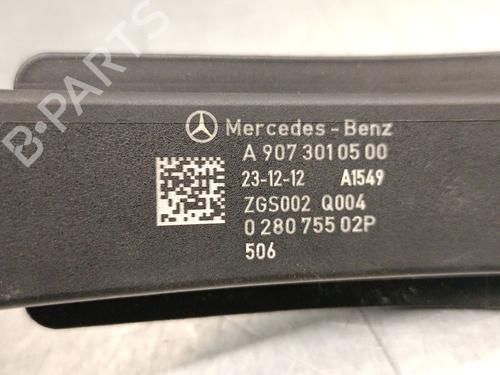 B-PARTS
Mercedes-Benz
A 907 301 05 00
23-12-12 A1549
ZGS002 Q004
0 280 755 02P
506